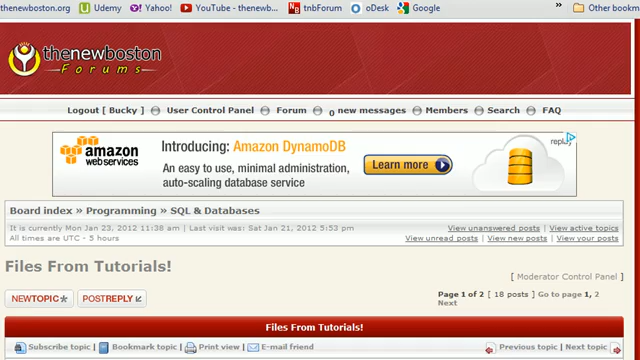 thenewboston.org Udemy Yahoo! YouTube - thenewb... tnbForum oDesk Google » Other bookm
thenewboston
Forums
Logout [ Bucky ] User Control Panel Forum 0 new messages Members Search FAQ
amazon
web services
Introducing: Amazon DynamoDB
An easy to use, minimal administration,
auto-scaling database service
Learn more
Board index » Programming » SQL & Databases
It is currently Mon Jan 23, 2012 11:38 am | Last visit was: Sat Jan 21, 2012 5:53 pm
All times are UTC - 5 hours
View unanswered posts | View active topics
View unread posts | View new posts | View your posts
Files From Tutorials!
[ Moderator Control Panel ]
NEWTOPIC POSTREPLY
Page 1 of 2 [ 18 posts ] Go to page 1, 2
Next
Files From Tutorials!
Subscribe topic | Bookmark topic | Print view | E-mail friend
Previous topic | Next topic